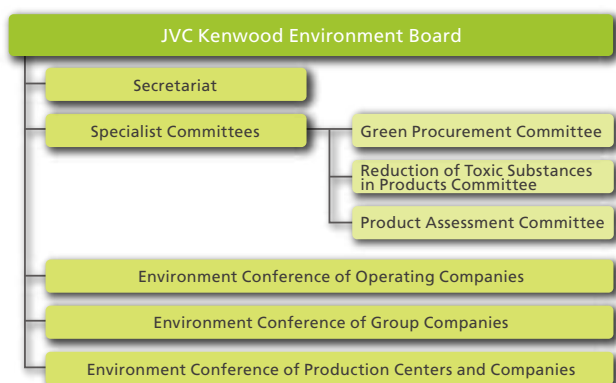 JVC Kenwood Environment Board
Secretariat
Specialist Committees
Green Procurement Committee
Reduction of Toxic Substances
in Products Committee
Product Assessment Committee
Environment Conference of Operating Companies
Environment Conference of Group Companies
Environment Conference of Production Centers and Companies